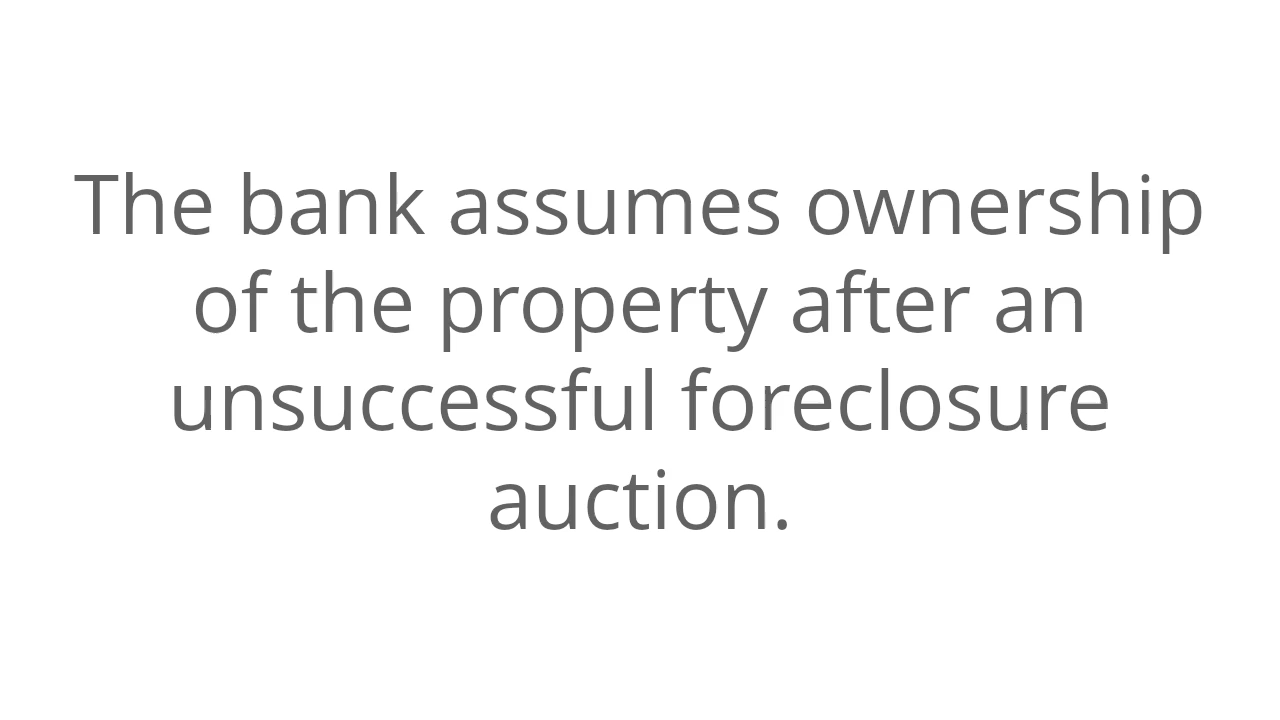 The bank assumes ownership
of the property after an
unsuccessful foreclosure
auction.